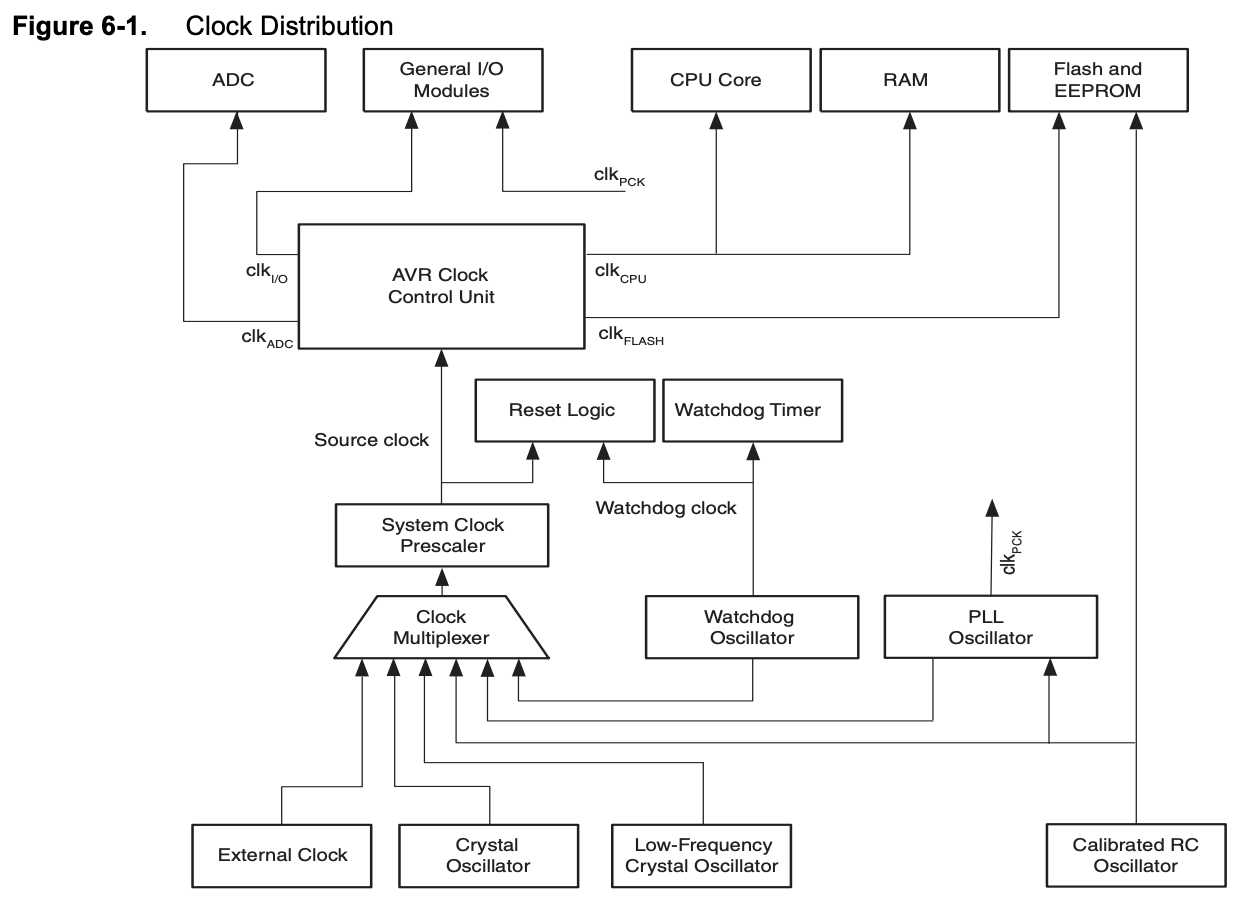 Figure 6-1. Clock Distribution
ADC
General I/O
Modules
CPU Core
RAM
Flash and
EEPROM
clkPCK
clkI/O
AVR Clock
Control Unit
clkCPU
clkADC
clkFLASH
Reset Logic
Watchdog Timer
Source clock
Watchdog clock
System Clock
Prescaler
clkPCK
Clock
Multiplexer
Watchdog
Oscillator
PLL
Oscillator
External Clock
Crystal
Oscillator
Low-Frequency
Crystal Oscillator
Calibrated RC
Oscillator